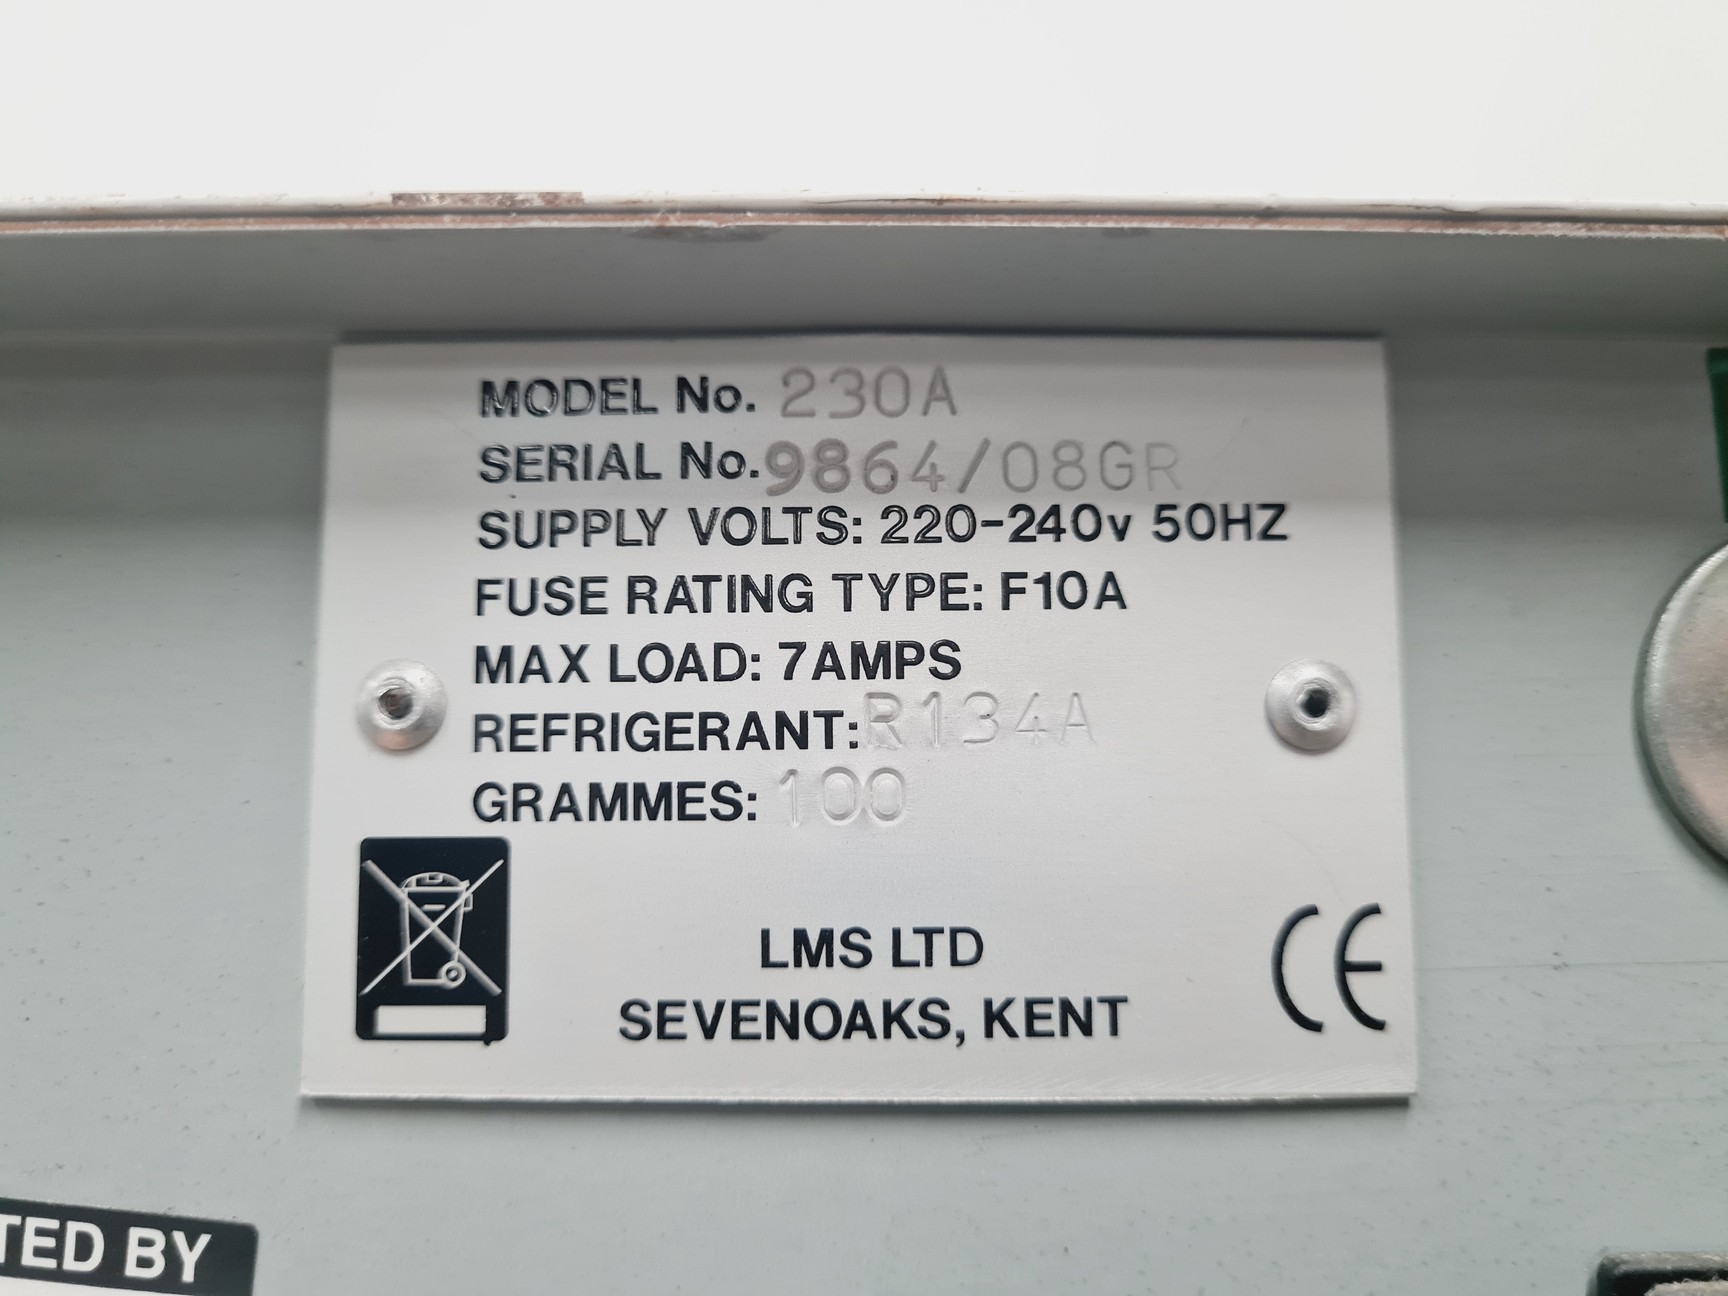 MODEL No. 230A
SERIAL No. 9864/08GR
SUPPLY VOLTS: 220-240v 50HZ
FUSE RATING TYPE: F10A
MAX LOAD: 7AMPS
REFRIGERANT: R134A
GRAMMES: 100
LMS LTD
SEVENOAKS, KENT
CE
TED BY